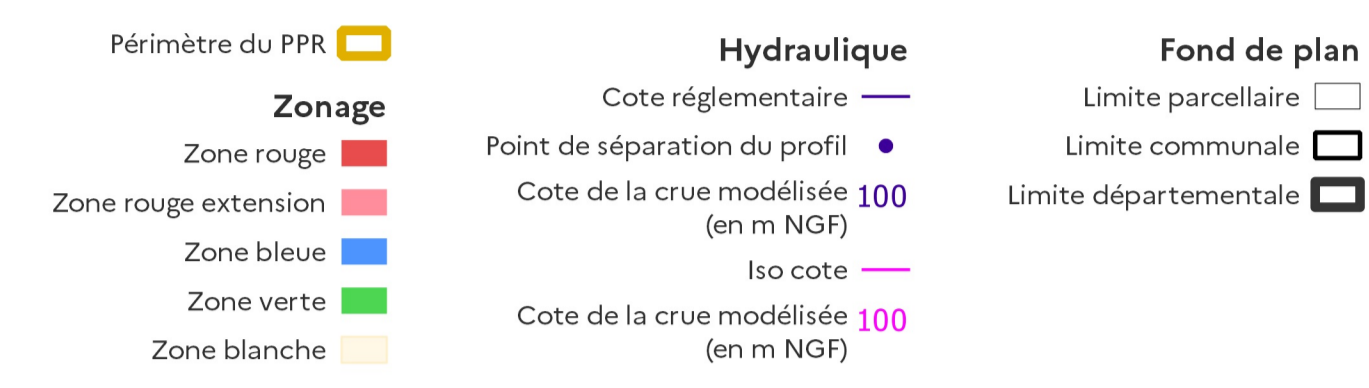 Périmètre du PPR
Zonage
Zone rouge
Zone rouge extension
Zone bleue
Zone verte
Zone blanche
Hydraulique
Cote réglementaire
Point de séparation du profil
Cote de la crue modélisée 100
(en m NGF)
Iso cote
Cote de la crue modélisée 100
(en m NGF)
Fond de plan
Limite parcellaire
Limite communale
Limite départementale